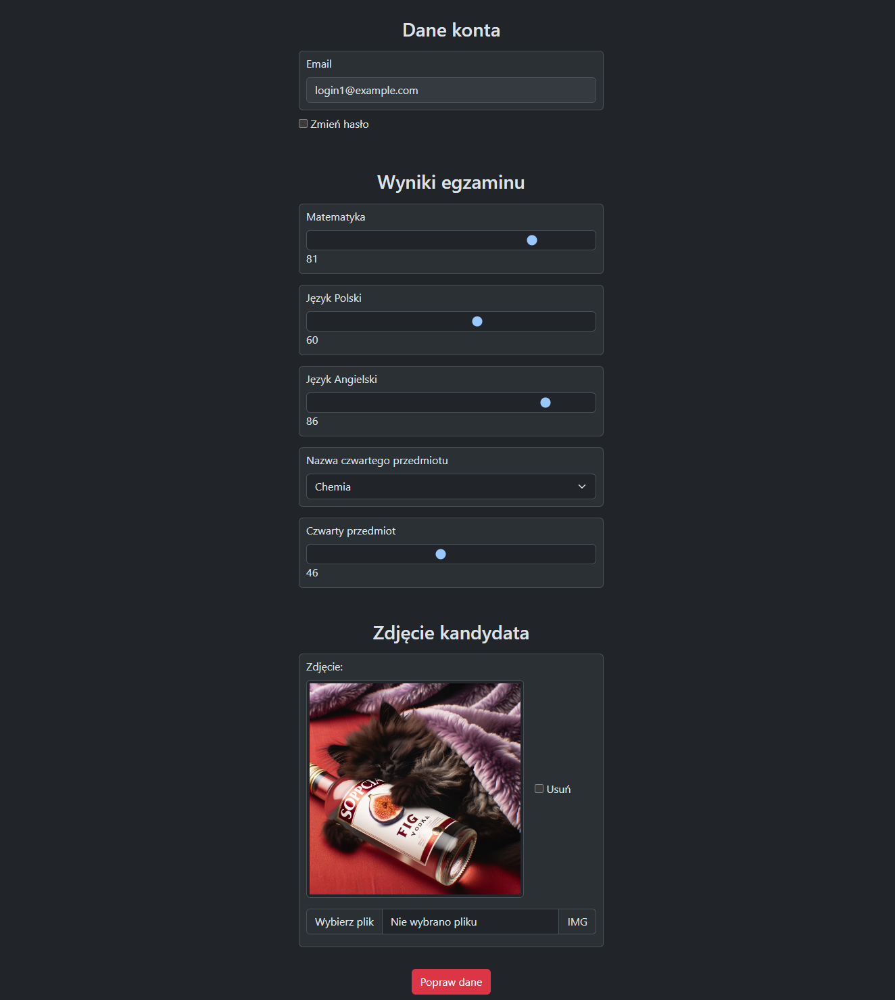 Dane konta
Email
login1@example.com
Zmień hasło
Wyniki egzaminu
Matematyka
81
Język Polski
60
Język Angielski
86
Nazwa czwartego przedmiotu
Chemia
Czwarty przedmiot
46
Zdjęcie kandydata
Zdjęcie:
SOPPCIA
FIG
VODKA
Usuń
Wybierz plik
Nie wybrano pliku
IMG
Popraw dane